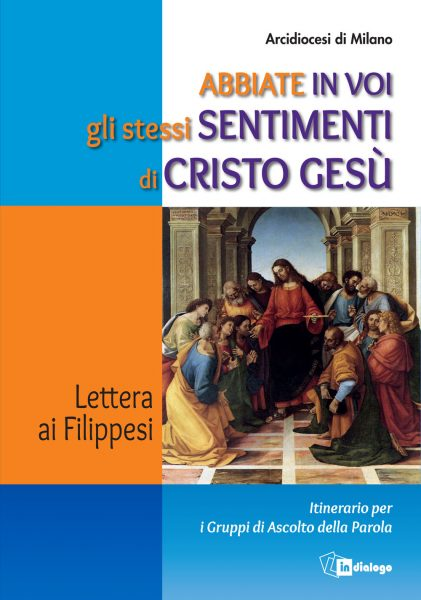 Arcidiocesi di Milano
ABBIATE IN VOI
gli stessi SENTIMENTI
di CRISTO GESÙ
Lettera
ai Filippesi
Itinerario per
i Gruppi di Ascolto della Parola
in dialogo